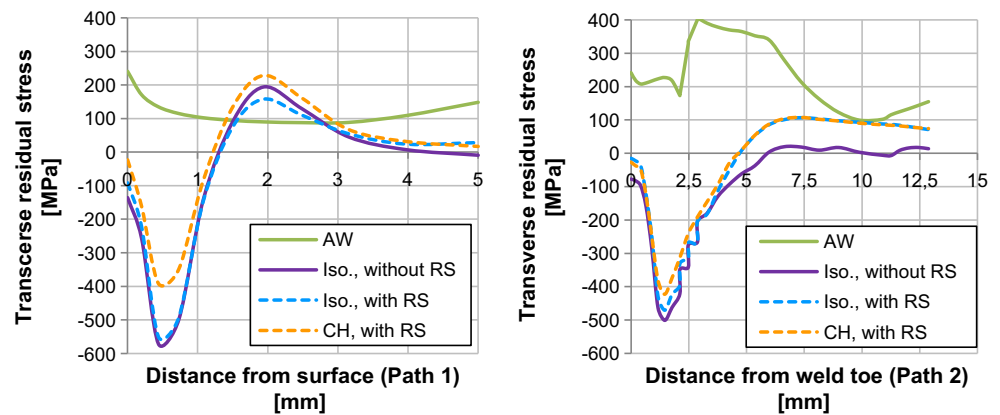 Transcerse residual stress
[MPa]
400
300
200
100
0
-100
-200
-300
-400
-500
-600
0
1
2
3
4
5
AW
Iso., without RS
Iso., with RS
CH, with RS
Distance from surface (Path 1)
[mm]
Transverse residual stress
[MPa]
400
300
200
100
0
-100
-200
-300
-400
-500
-600
0
2,5
5
7,5
10
12,5
15
AW
Iso., without RS
Iso., with RS
CH, with RS
Distance from weld toe (Path 2)
[mm]